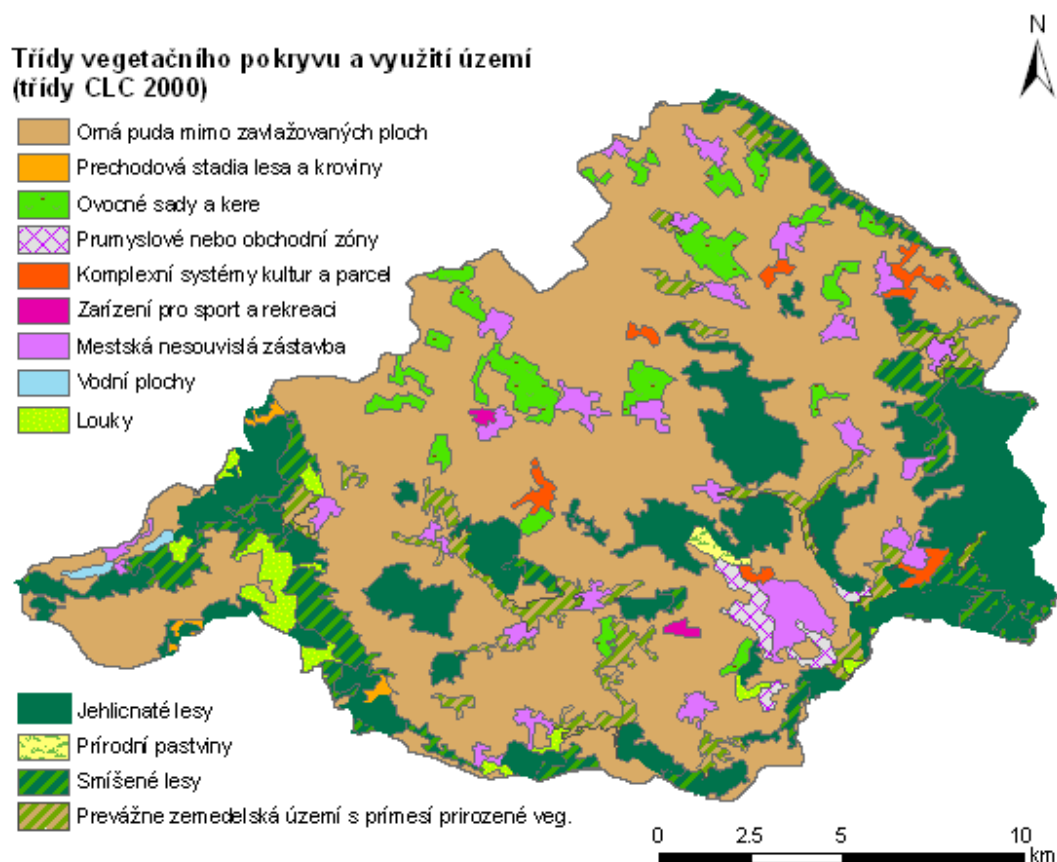 N
Třídy vegetačního pokryvu a využití území
(třídy CLC 2000)
Orná puda mimo zavlažovaných ploch
Prechodová stadia lesa a kroviny
Ovocné sady a kere
Prumyslové nebo obchodní zóny
Komplexní systémy kultur a parcel
Zarízení pro sport a rekreaci
Mestská nesouvislá zástavba
Vodní plochy
Louky
Jehlicnaté lesy
Prírodní pastviny
Smíšené lesy
Prevážne zemedelská území s prímesí prirozené veg.
0 2.5 5 10
km